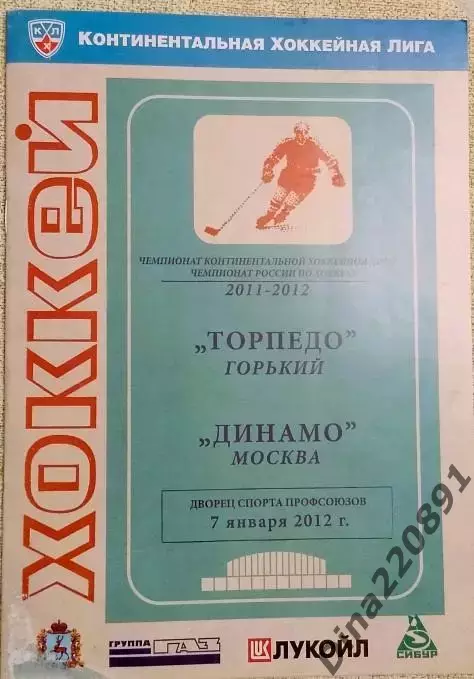 КХЛ
Континентальная Хоккейная Лига
ХОККЕЙ
ЧЕМПИОНАТ КОНТИНЕНТАЛЬНОЙ ХОККЕЙНОЙ
ЧЕМПИОНАТ РОССИИ ПО
2011-2012
„ТОРПЕДО"
ГОРЬКИЙ
„ДИНАМО"
МОСКВА
ДВОРЕЦ СПОРТА ПРОФСОЮЗОВ
7 января 2012 г.
ГРУППА ГАЗ
ЛУКОЙЛ
СИБУР
Dina220891